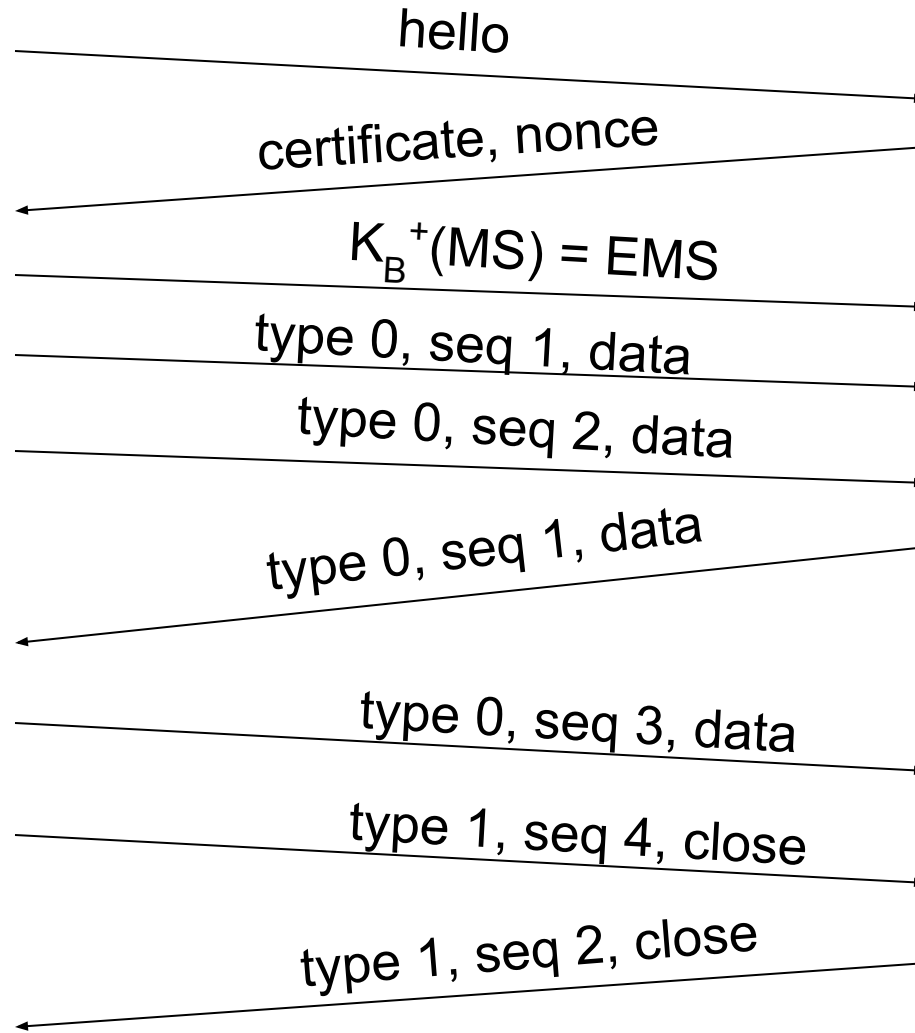 hello
certificate, nonce
K_B^+(MS) = EMS
type 0, seq 1, data
type 0, seq 2, data
type 0, seq 1, data
type 0, seq 3, data
type 1, seq 4, close
type 1, seq 2, close